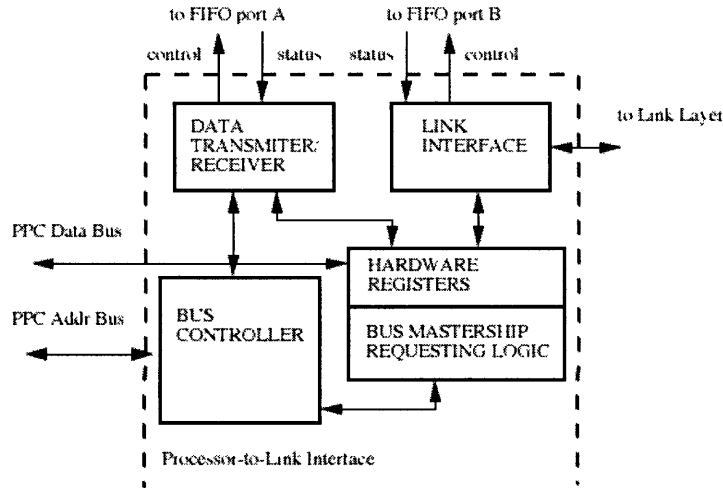 to FIFO port A
to FIFO port B
control
status
status
control
DATA
TRANSMITER/
RECEIVER
LINK
INTERFACE
to Link Layer
PPC Data Bus
HARDWARE
REGISTERS
PPC Addr Bus
BUS
CONTROLLER
BUS MASTERSHIP
REQUESTING LOGIC
Processor-to-Link Interface